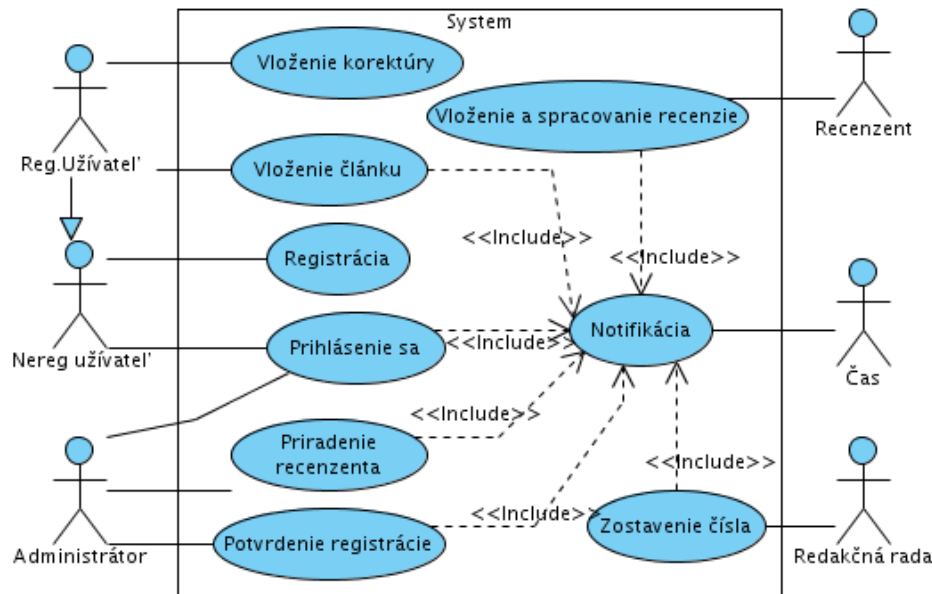 System
Vloženie korektúry
Vloženie a spracovanie recenzie
Reg.Užívateľ
Recenzent
Vloženie článku
<<Include>>
<<Include>>
Registrácia
Notifikácia
Nereg užívateľ
Prihlásenie sa
<<Include>>
Čas
<<Include>>
Priradenie
recenzenta
<<Include>>
<<Include>>
Administrátor
Potvrdenie registrácie
Zostavenie čísla
Redakčná rada